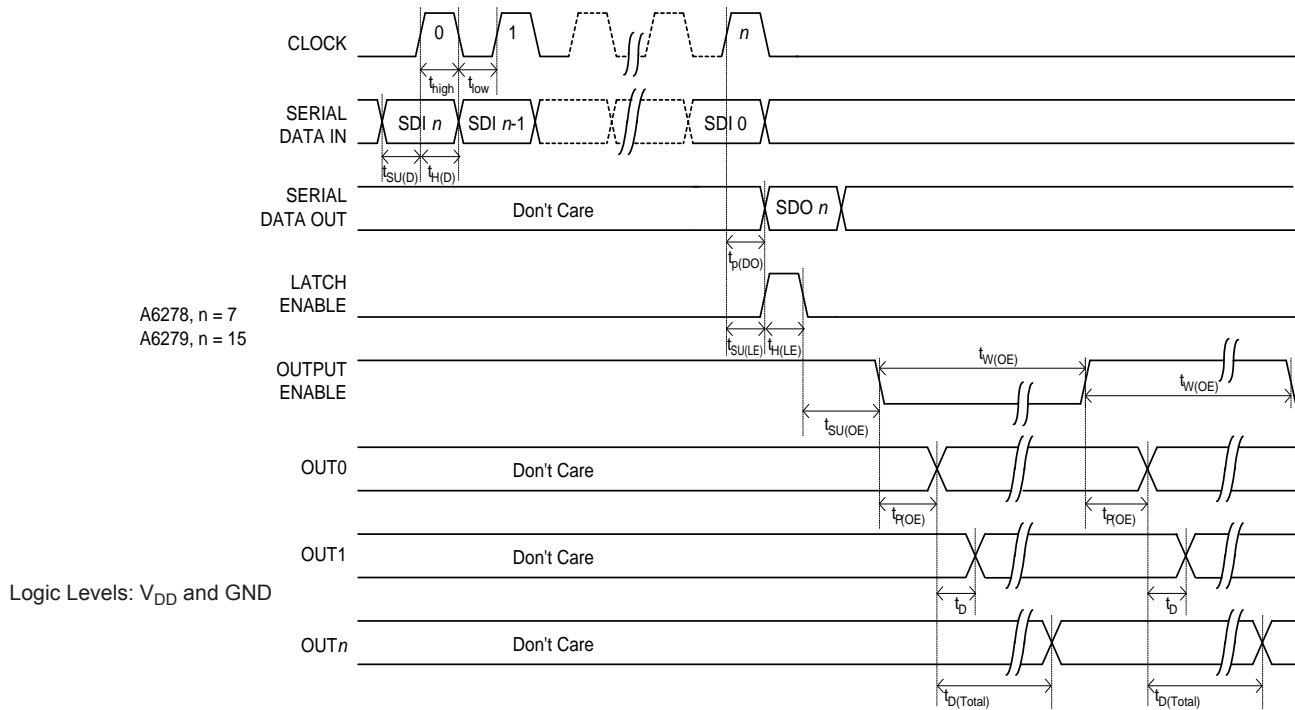 CLOCK
0
1
n
t_high
t_low
SERIAL
DATA IN
SDI n
SDI n-1
SDI 0
t_SU(D)
t_H(D)
SERIAL
DATA OUT
Don't Care
SDO n
t_p(DO)
LATCH
ENABLE
A6278, n = 7
A6279, n = 15
t_SU(LE)
t_H(LE)
OUTPUT
ENABLE
t_W(OE)
t_W(OE)
t_SU(OE)
OUT0
Don't Care
t_P(OE)
t_P(OE)
OUT1
Don't Care
Logic Levels: V_DD and GND
t_D
t_D
OUTn
Don't Care
t_D(Total)
t_D(Total)